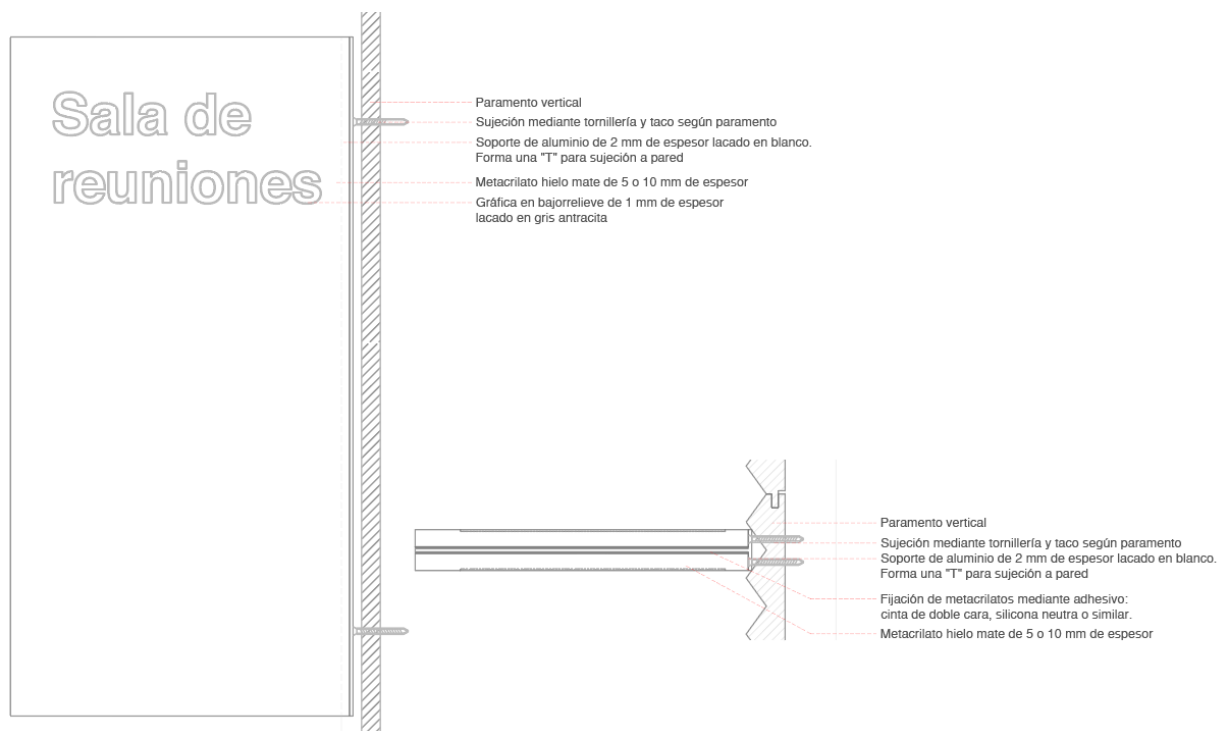 Sala de
reuniones
Paramento vertical
Sujeción mediante tornillería y taco según paramento
Soporte de aluminio de 2 mm de espesor lacado en blanco.
Forma una "T" para sujeción a pared
Metacrilato hielo mate de 5 o 10 mm de espesor
Gráfica en bajorrelieve de 1 mm de espesor
lacado en gris antracita
Paramento vertical
Sujeción mediante tornillería y taco según paramento
Soporte de aluminio de 2 mm de espesor lacado en blanco.
Forma una "T" para sujeción a pared
Fijación de metacrilatos mediante adhesivo:
cinta de doble cara, silicona neutra o similar.
Metacrilato hielo mate de 5 o 10 mm de espesor